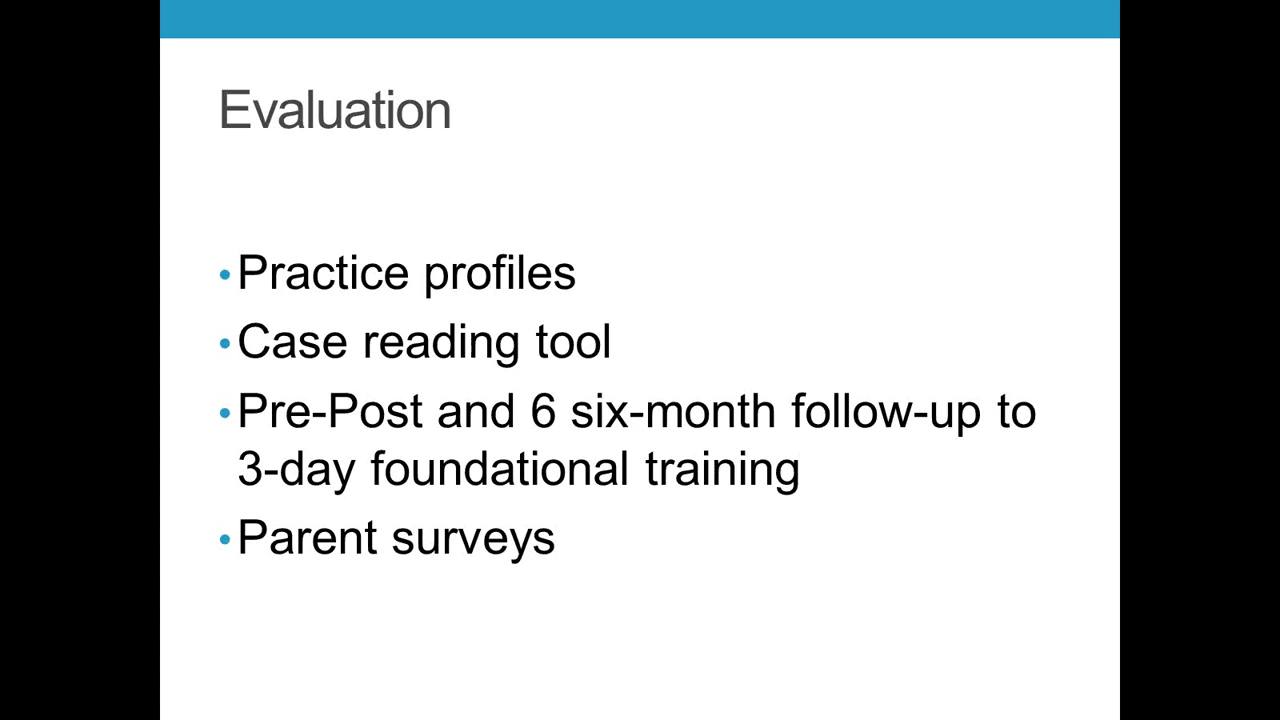 Evaluation
•Practice profiles
•Case reading tool
•Pre-Post and 6 six-month follow-up to
3-day foundational training
•Parent surveys